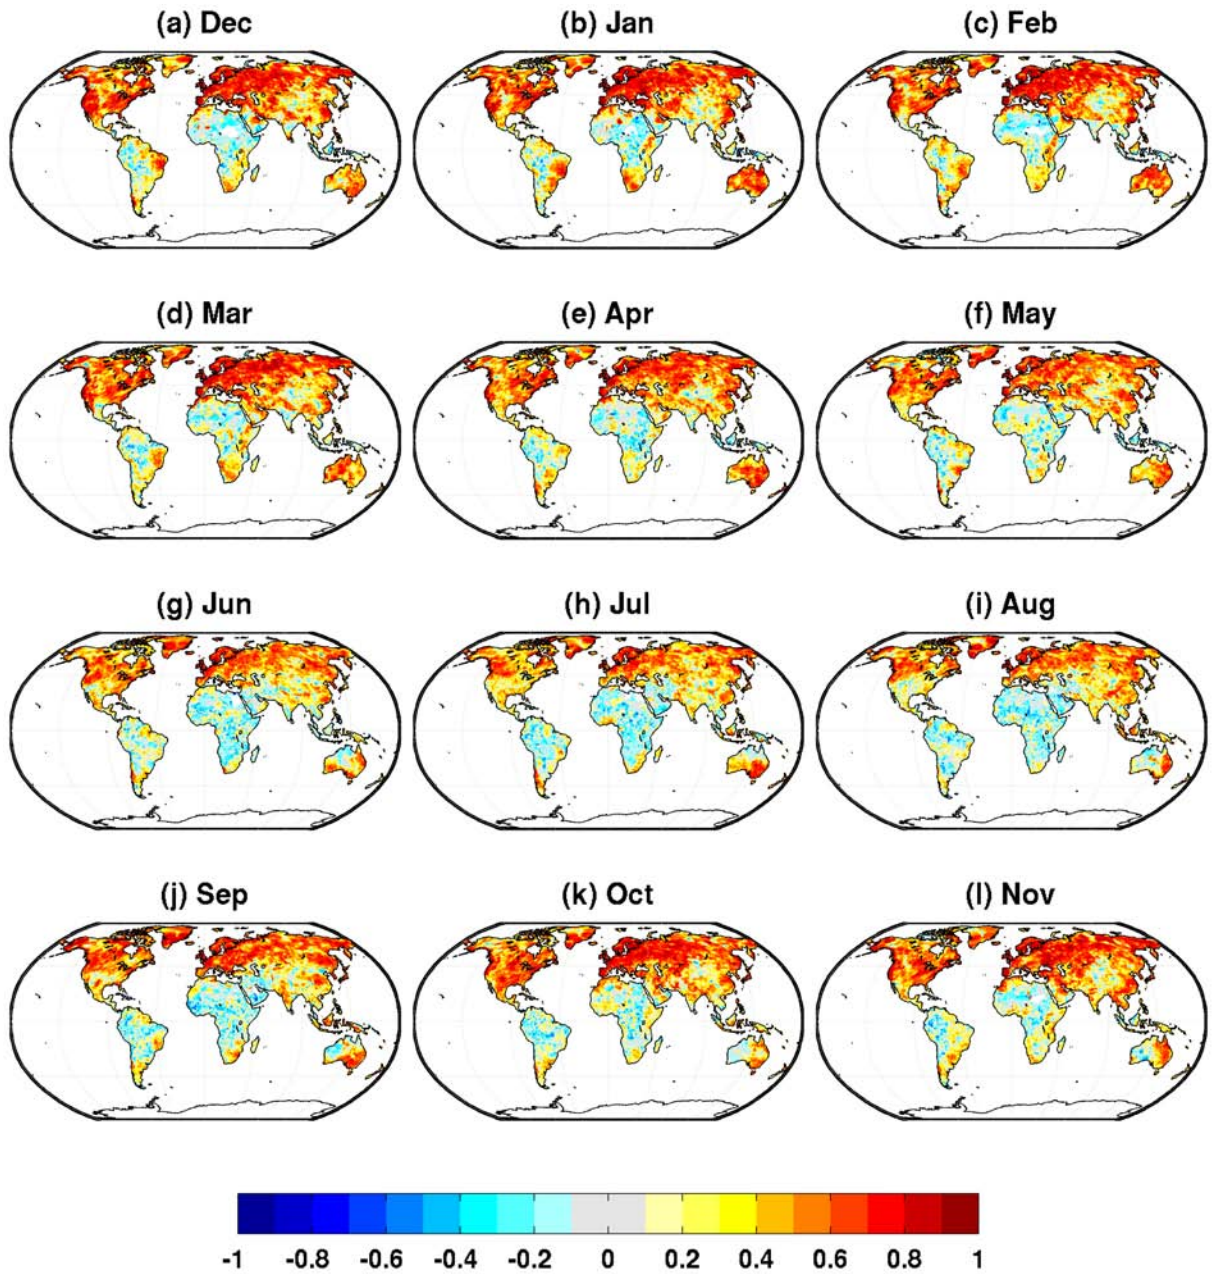 (a) Dec (b) Jan (c) Feb
(d) Mar (e) Apr (f) May
(g) Jun (h) Jul (i) Aug
(j) Sep (k) Oct (l) Nov
-1 -0.8 -0.6 -0.4 -0.2 0 0.2 0.4 0.6 0.8 1